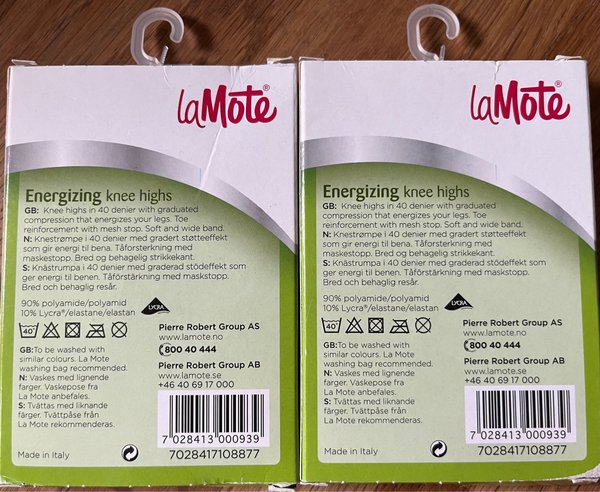 laMote®
Energizing knee highs
GB: Knee highs in 40 denier with graduated
compression that energizes your legs. Toe
reinforcement with mesh stop. Soft and wide band.
N: Knestrømpe i 40 denier med gradert støtteeffekt
som gir energi til bena. Tåforsterkning med
maskestopp. Bred og behagelig strikkekant.
S: Knästrumpa i 40 denier med graderad stödeffekt som
ger energi til benen. Tåförstärkning med maskstopp.
Bred och behaglig resår.
90% polyamide/polyamid
10% Lycra®/elastane/elastan
LYCRA
40°
GB:To be washed with
similar colours. La Mote
washing bag recommended.
N: Vaskes med lignende
farger. Vaskepose fra
La Mote anbefales.
S: Tvättas med liknande
färger. Tvättpåse från
La Mote rekommenderas.
Made in Italy
Pierre Robert Group AS
www.lamote.no
800 40 444
Pierre Robert Group AB
www.lamote.se
+46 40 69 17 000
7 028413 000939
7028417108877
laMote®
Energizing knee highs
GB: Knee highs in 40 denier with graduated
compression that energizes your legs. Toe
reinforcement with mesh stop. Soft and wide band.
N: Knestrømpe i 40 denier med gradert støtteeffekt
som gir energi til bena. Tåforsterkning med
maskestopp. Bred og behagelig strikkekant.
S: Knästrumpa i 40 denier med graderad stödeffekt som
ger energi til benen. Tåförstärkning med maskstopp.
Bred och behaglig resår.
90% polyamide/polyamid
10% Lycra®/elastane/elastan
LYCRA
40°
GB:To be washed with
similar colours. La Mote
washing bag recommended.
N: Vaskes med lignende
farger. Vaskepose fra
La Mote anbefales.
S: Tvättas med liknande
färger. Tvättpåse från
La Mote rekommenderas.
Made in Italy
Pierre Robert Group AS
www.lamote.no
800 40 444
Pierre Robert Group AB
www.lamote.se
+46 40 69 17 000
7 028413 000939
7028417108877